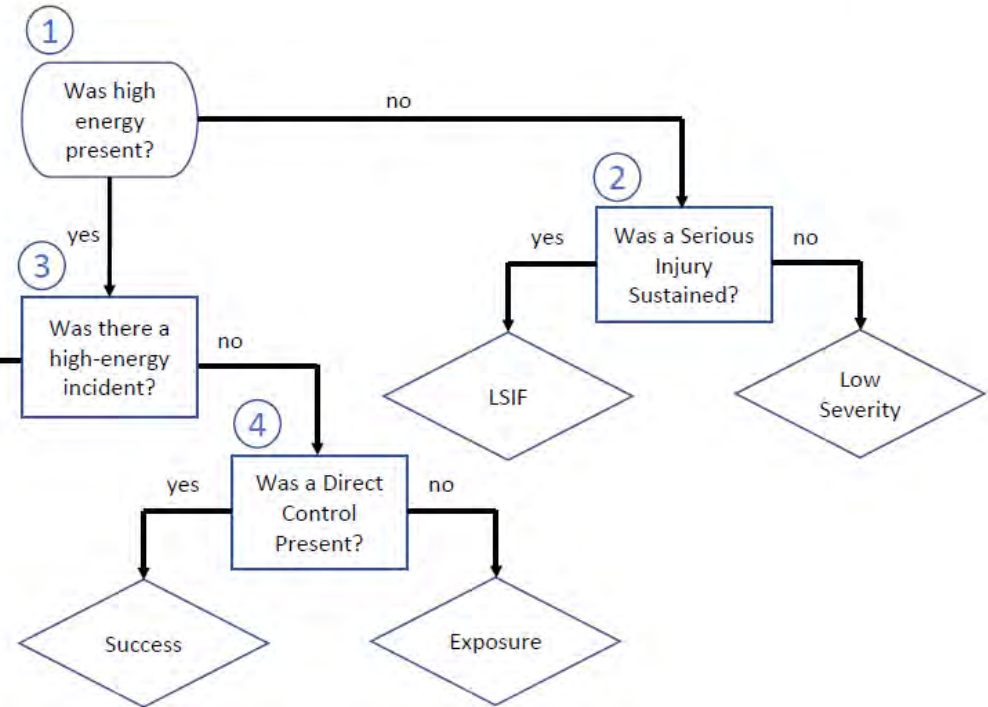 1
Was high
energy
present?
no
yes
2
Was a Serious
Injury
Sustained?
yes
no
3
Was there a
high-energy
incident?
no
LSIF
Low
Severity
4
Was a Direct
Control
Present?
yes
no
Success
Exposure